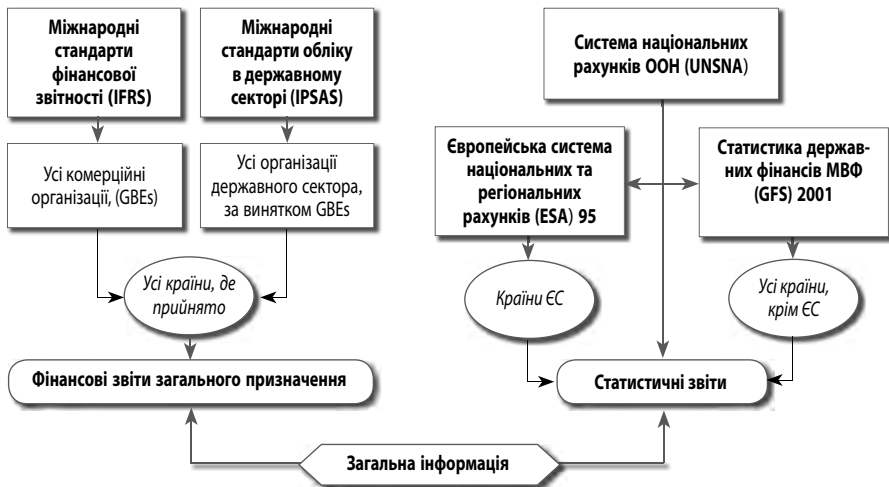 Міжнародні
стандарти
фінансової
звітності (IFRS)
Міжнародні
стандарти обліку
в державному
секторі (IPSAS)
Система національних
рахунків ООН (UNSNA)
Усі комерційні
організації, (GBEs)
Усі організації
державного сектора,
за винятком GBEs
Європейська система
національних та
регіональних
рахунків (ESA) 95
Статистика держав-
них фінансів МВФ
(GFS) 2001
Усі країни, де
прийнято
Країни ЄС
Усі країни,
крім ЄС
Фінансові звіти загального призначення
Статистичні звіти
Загальна інформація